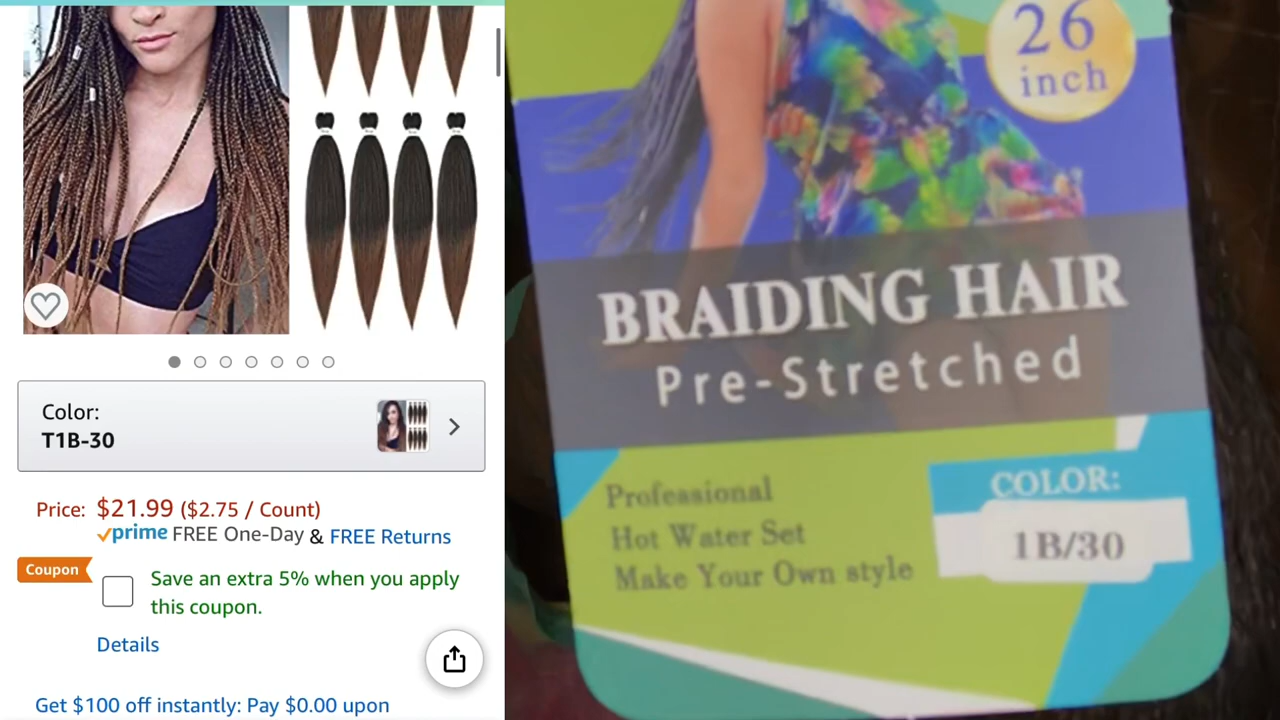 Color:
T1B-30
Price: $21.99 ($2.75 / Count)
prime FREE One-Day & FREE Returns
Coupon
Save an extra 5% when you apply
this coupon.
Details
Get $100 off instantly: Pay $0.00 upon
26
inch
BRAIDING HAIR
Pre-Stretched
Professional
Hot Water Set
Make Your Own style
COLOR:
1B/30